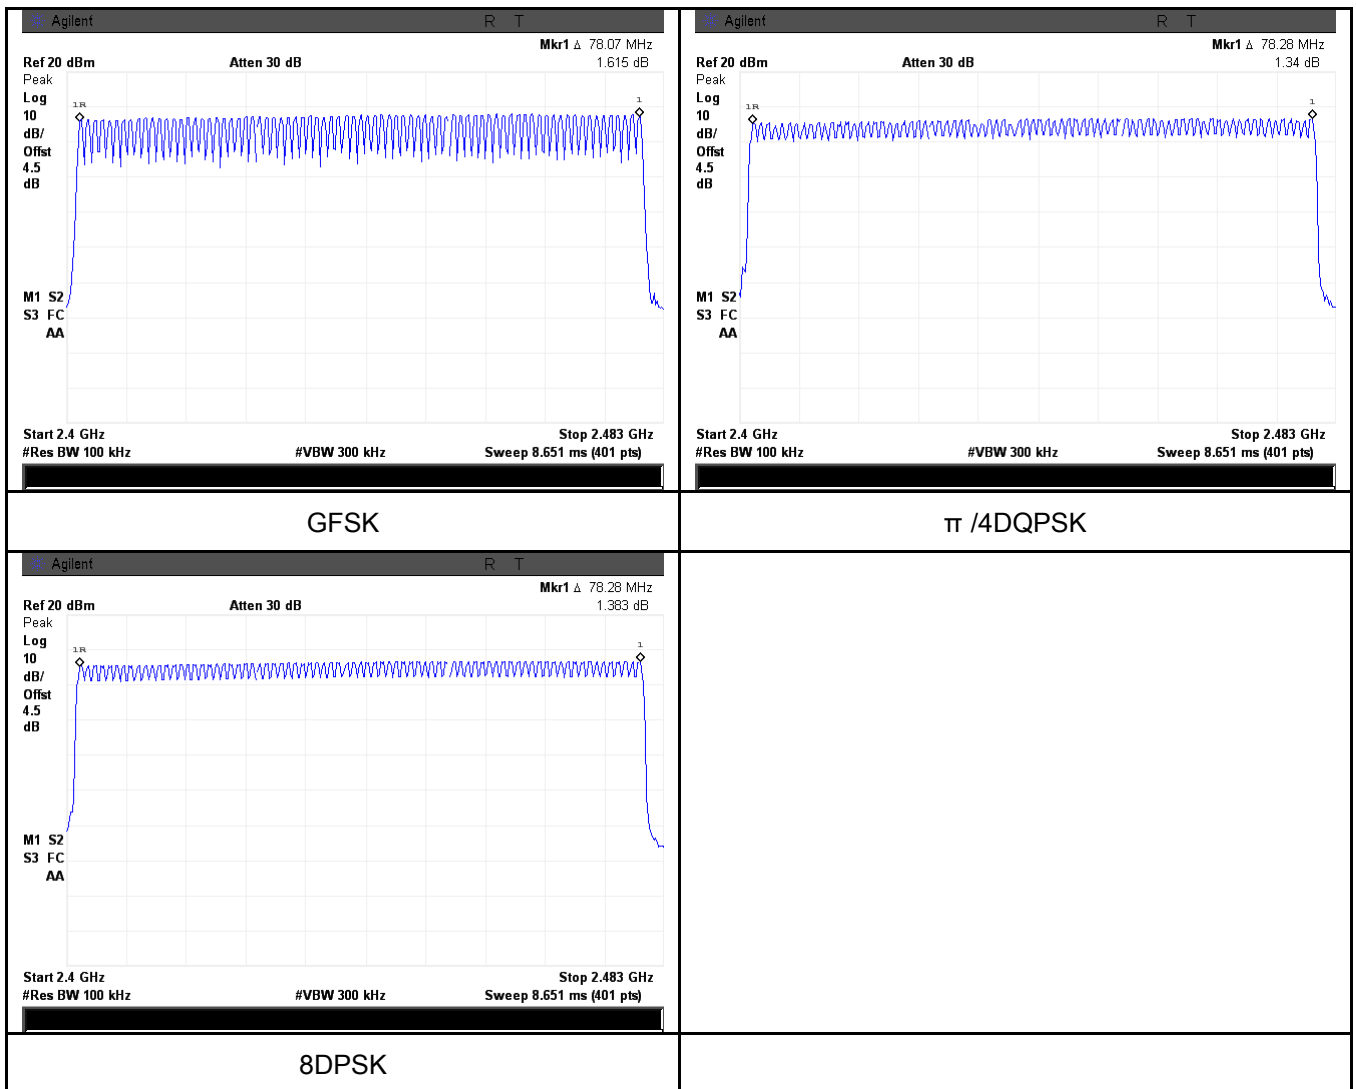 Agilent R T
Mkr1 Δ 78.07 MHz
Ref 20 dBm Atten 30 dB 1.615 dB
Peak
Log
10
dB/
Offst
4.5
dB
1R
1
M1 S2
S3 FC
AA
Start 2.4 GHz Stop 2.483 GHz
#Res BW 100 kHz #VBW 300 kHz Sweep 8.651 ms (401 pts)
GFSK
Agilent R T
Mkr1 Δ 78.28 MHz
Ref 20 dBm Atten 30 dB 1.34 dB
Peak
Log
10
dB/
Offst
4.5
dB
1R
1
M1 S2
S3 FC
AA
Start 2.4 GHz Stop 2.483 GHz
#Res BW 100 kHz #VBW 300 kHz Sweep 8.651 ms (401 pts)
π /4DQPSK
Agilent R T
Mkr1 Δ 78.28 MHz
Ref 20 dBm Atten 30 dB 1.383 dB
Peak
Log
10
dB/
Offst
4.5
dB
1R
1
M1 S2
S3 FC
AA
Start 2.4 GHz Stop 2.483 GHz
#Res BW 100 kHz #VBW 300 kHz Sweep 8.651 ms (401 pts)
8DPSK